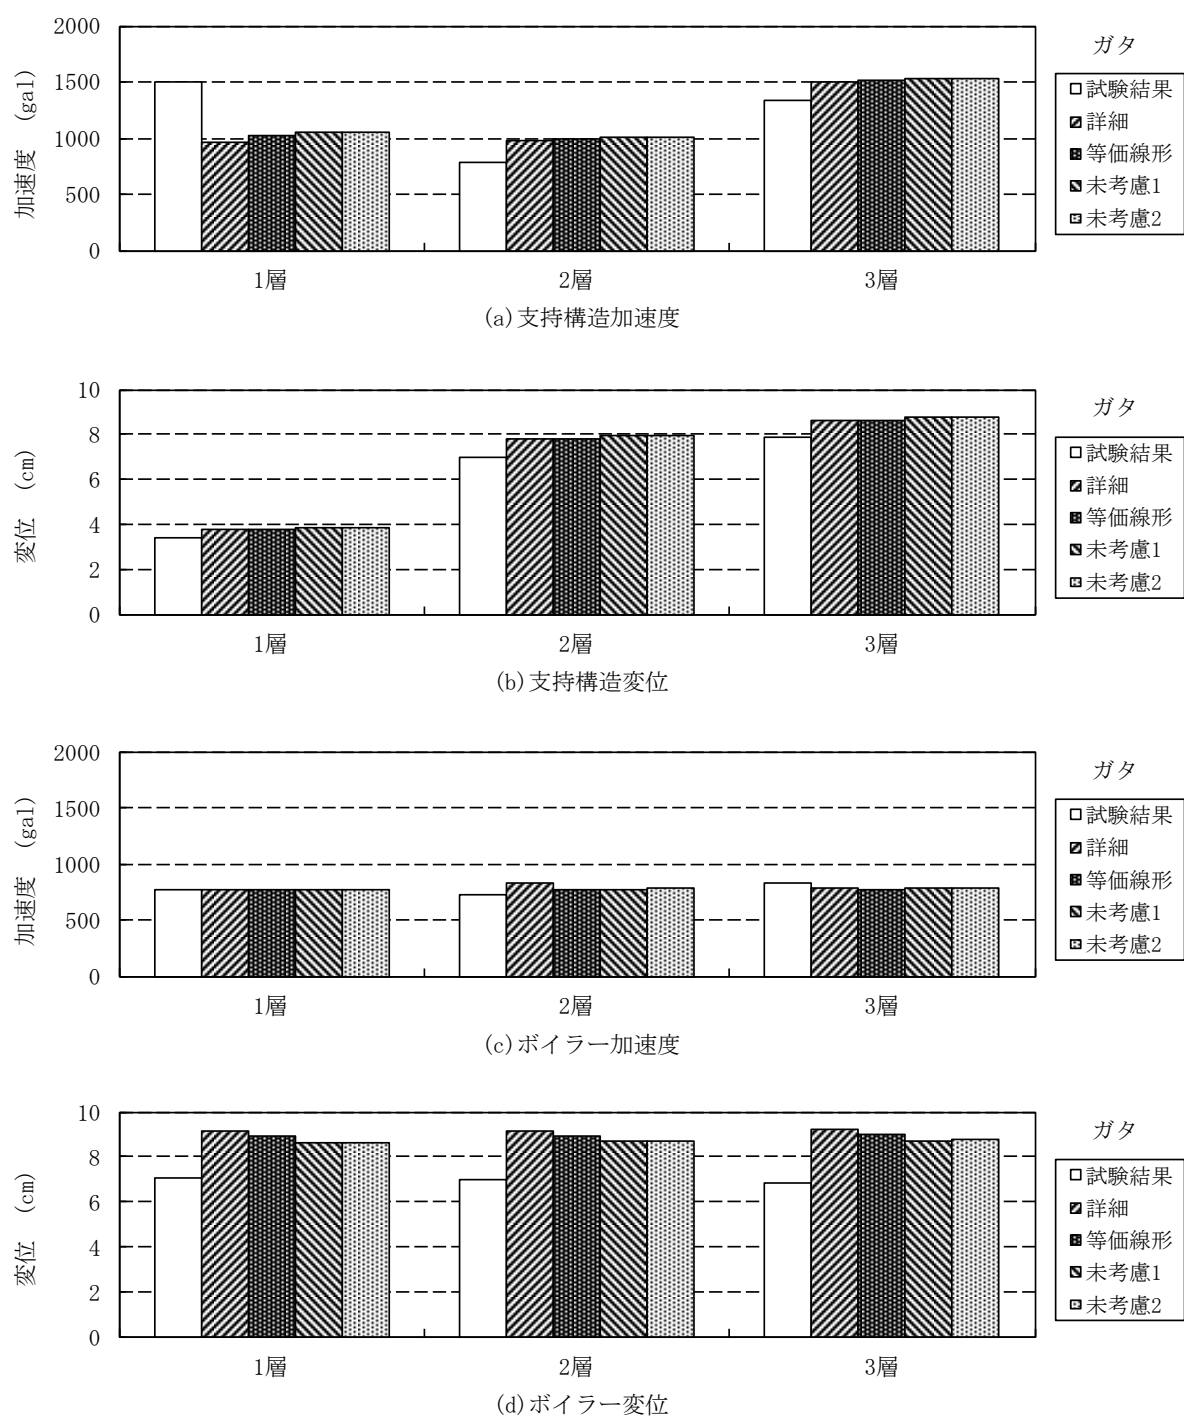 2000
1500
1000
500
0
加速度 (gal)
1層
2層
3層
ガタ
試験結果
詳細
等価線形
未考慮1
未考慮2
(a)支持構造加速度
10
8
6
4
2
0
変位 (cm)
1層
2層
3層
ガタ
試験結果
詳細
等価線形
未考慮1
未考慮2
(b)支持構造変位
2000
1500
1000
500
0
加速度 (gal)
1層
2層
3層
ガタ
試験結果
詳細
等価線形
未考慮1
未考慮2
(c)ボイラー加速度
10
8
6
4
2
0
変位 (cm)
1層
2層
3層
ガタ
試験結果
詳細
等価線形
未考慮1
未考慮2
(d)ボイラー変位